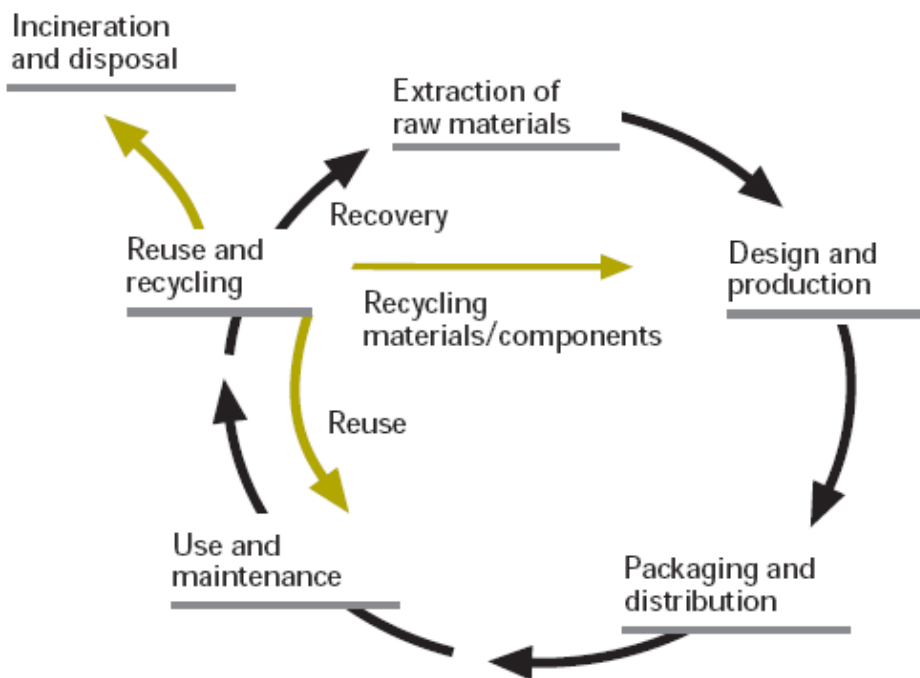 Incineration
and disposal
Extraction of
raw materials
Recovery
Reuse and
recycling
Design and
production
Recycling
materials/components
Reuse
Use and
maintenance
Packaging and
distribution